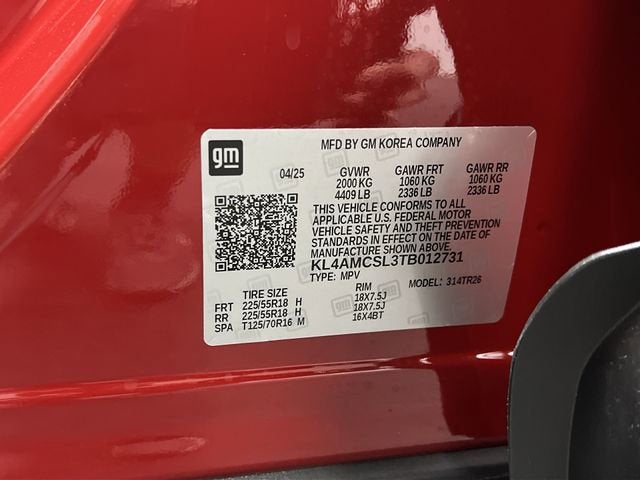 gm
MFD BY GM KOREA COMPANY
04/25 GVWR GAWR FRT GAWR RR
2000 KG 1060 KG 1060 KG
4409 LB 2336 LB 2336 LB
THIS VEHICLE CONFORMS TO ALL
APPLICABLE U.S. FEDERAL MOTOR
VEHICLE SAFETY AND THEFT PREVENTION
STANDARDS IN EFFECT ON THE DATE OF
MANUFACTURE SHOWN ABOVE.
KL4AMCSL3TB012731
TYPE: MPV MODEL: 314TR26
TIRE SIZE RIM
FRT 225/55R18 H 18X7.5J
RR 225/55R18 H 18X7.5J
SPA T125/70R16 M 16X4BT